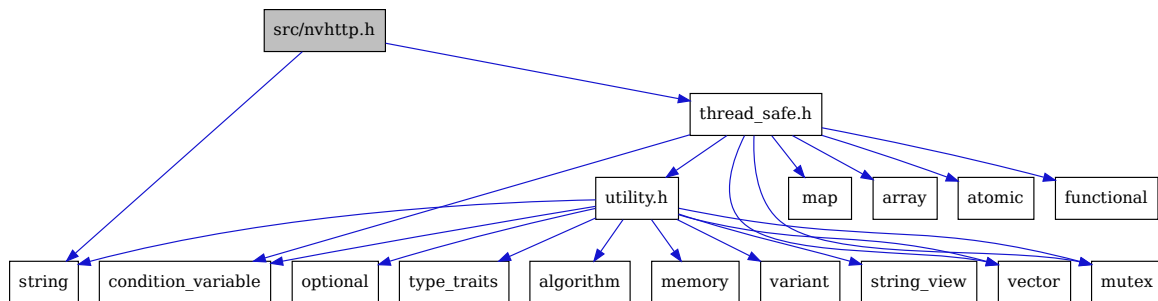 src/nvhttp.h
thread_safe.h
utility.h
map
array
atomic
functional
string
condition_variable
optional
type_traits
algorithm
memory
variant
string_view
vector
mutex